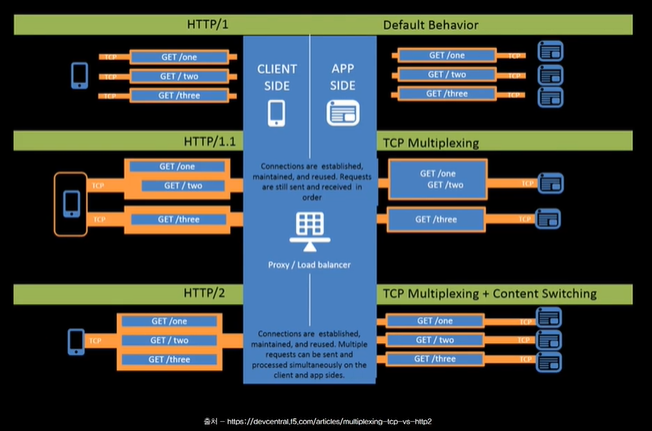 HTTP/1
Default Behavior
TCP
GET /one
TCP
GET / two
TCP
GET /three
CLIENT
SIDE
APP
SIDE
GET /one
TCP
GET / two
TCP
GET /three
TCP
HTTP/1.1
TCP Multiplexing
GET /one
TCP
GET / two
TCP
GET /three
Connections are established,
maintained, and reused. Requests
are still sent and received in
order
Proxy / Load balancer
GET /one
GET /two
TCP
GET /three
TCP
HTTP/2
TCP Multiplexing + Content Switching
GET /one
TCP
GET / two
GET /three
Connections are established,
maintained, and reused. Multiple
requests can be sent and
processed simultaneously on the
client and app sides.
GET /one
TCP
GET / two
TCP
GET /three
TCP
출처 - https://devcentral.f5.com/articles/multiplexing-tcp-vs-http2